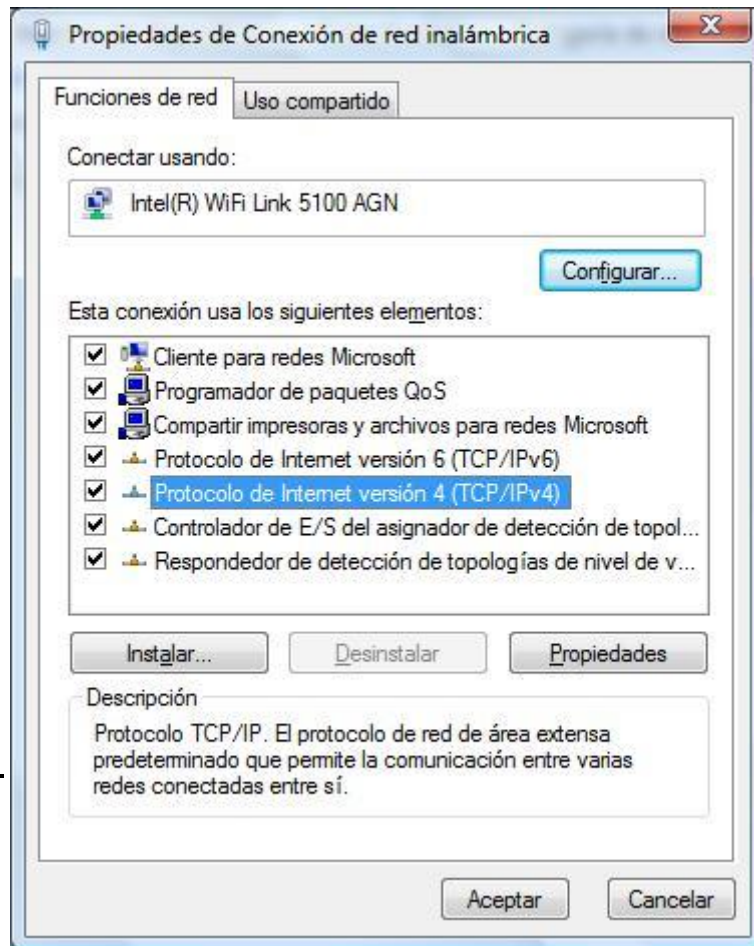 Propiedades de Conexión de red inalámbrica
Funciones de red
Uso compartido
Conectar usando:
Intel(R) WiFi Link 5100 AGN
Configurar...
Esta conexión usa los siguientes elementos:
Cliente para redes Microsoft
Programador de paquetes QoS
Compartir impresoras y archivos para redes Microsoft
Protocolo de Internet versión 6 (TCP/IPv6)
Protocolo de Internet versión 4 (TCP/IPv4)
Controlador de E/S del asignador de detección de topol...
Respondedor de detección de topologías de nivel de v...
Instalar...
Desinstalar
Propiedades
Descripción
Protocolo TCP/IP. El protocolo de red de área extensa
predeterminado que permite la comunicación entre varias
redes conectadas entre sí.
Aceptar
Cancelar